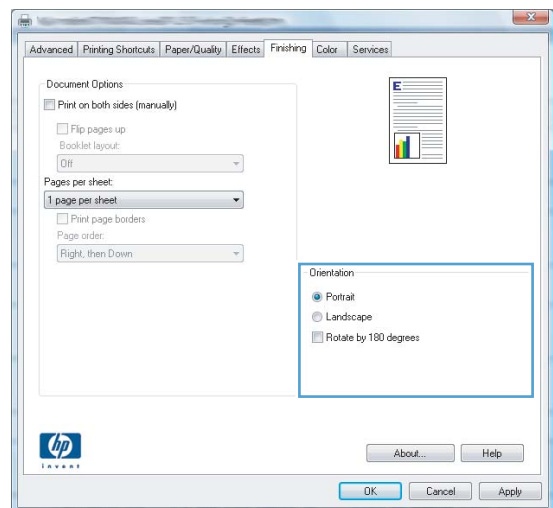 Advanced Printing Shortcuts Paper/Quality Effects Finishing Color Services
Document Options
Print on both sides (manually)
Flip pages up
Booklet layout:
Off
Pages per sheet:
1 page per sheet
Print page borders
Page order:
Right, then Down
E
Orientation
Portrait
Landscape
Rotate by 180 degrees
hp
invent
About... Help
OK Cancel Apply